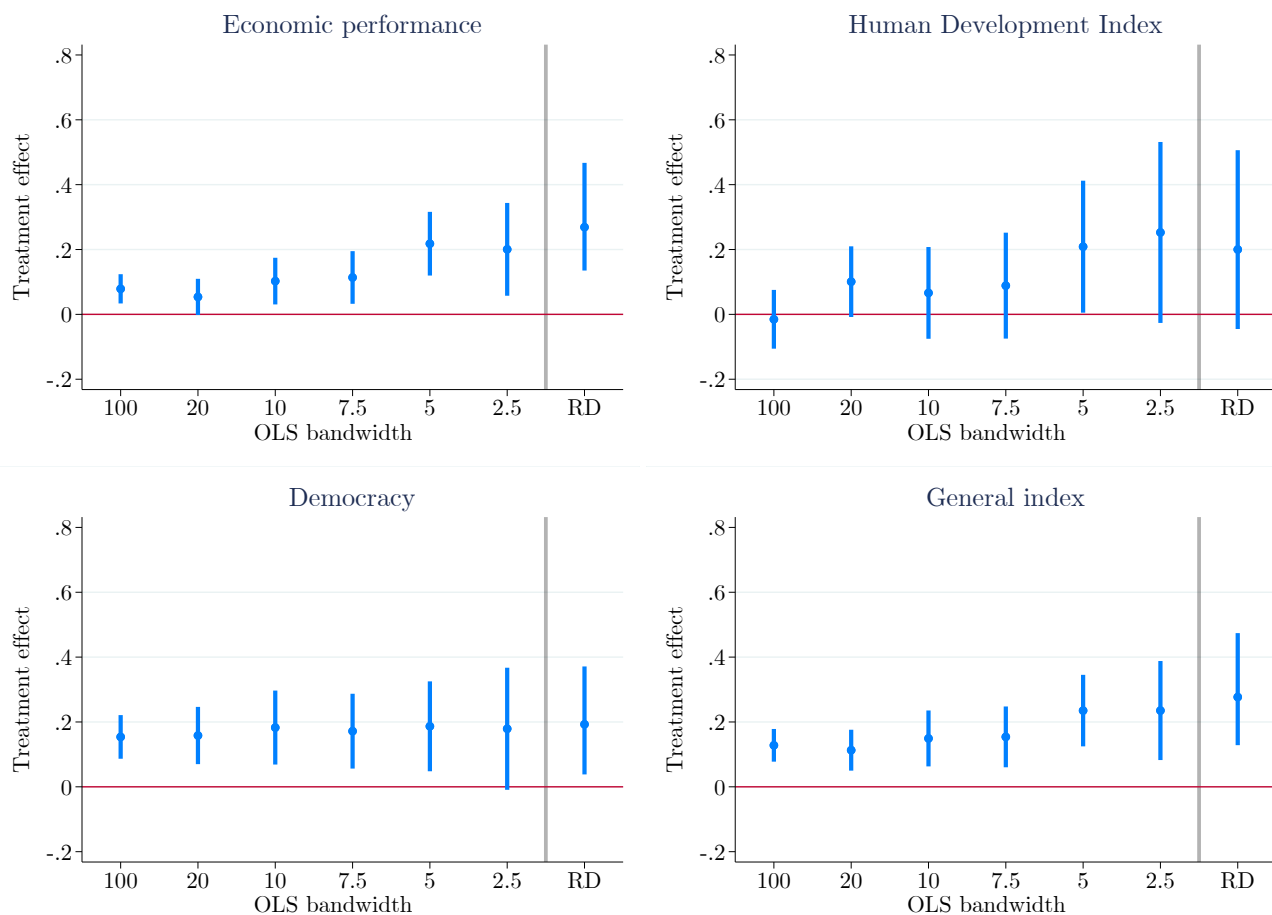 Economic performance
Treatment effect
.8
.6
.4
.2
0
-.2
100 20 10 7.5 5 2.5 RD
OLS bandwidth
Human Development Index
Treatment effect
.8
.6
.4
.2
0
-.2
100 20 10 7.5 5 2.5 RD
OLS bandwidth
Democracy
Treatment effect
.8
.6
.4
.2
0
-.2
100 20 10 7.5 5 2.5 RD
OLS bandwidth
General index
Treatment effect
.8
.6
.4
.2
0
-.2
100 20 10 7.5 5 2.5 RD
OLS bandwidth